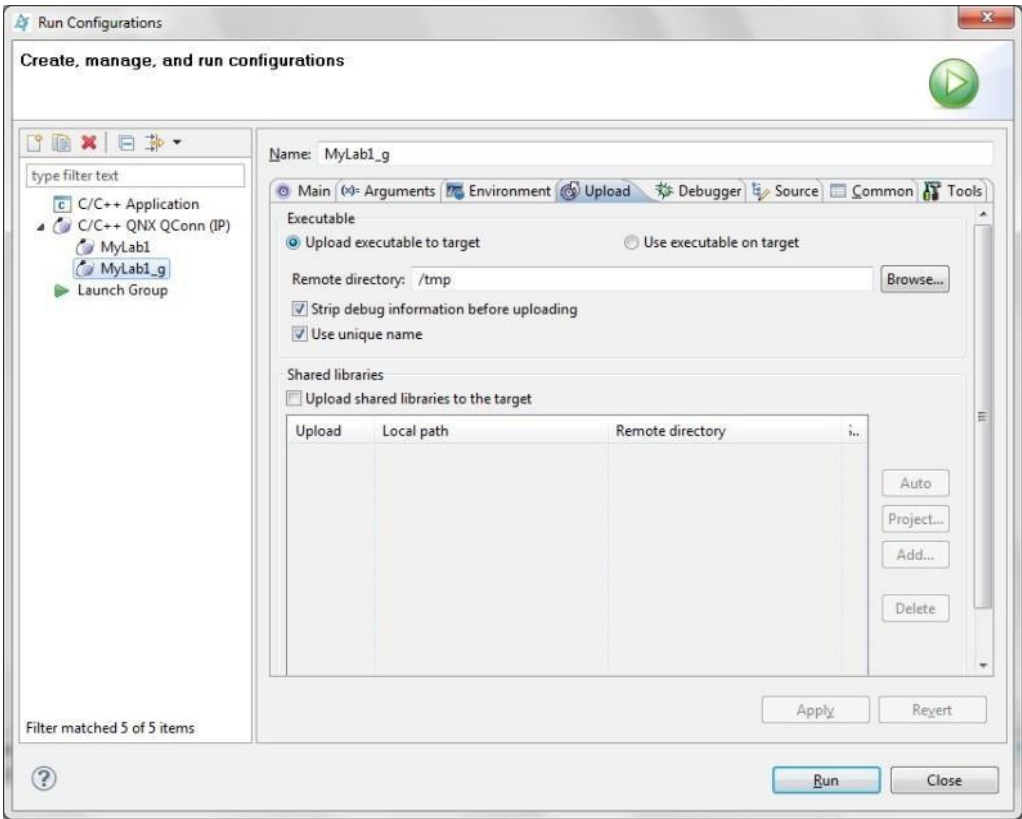 Run Configurations
Create, manage, and run configurations
type filter text
C/C++ Application
C/C++ QNX QConn (IP)
MyLab1
MyLab1_g
Launch Group
Filter matched 5 of 5 items
Name: MyLab1_g
Main (x)= Arguments Environment Upload Debugger Source Common Tools
Executable
Upload executable to target Use executable on target
Remote directory: /tmp Browse...
Strip debug information before uploading
Use unique name
Shared libraries
Upload shared libraries to the target
Upload Local path Remote directory i..
Auto
Project...
Add...
Delete
Apply Revert
Run Close